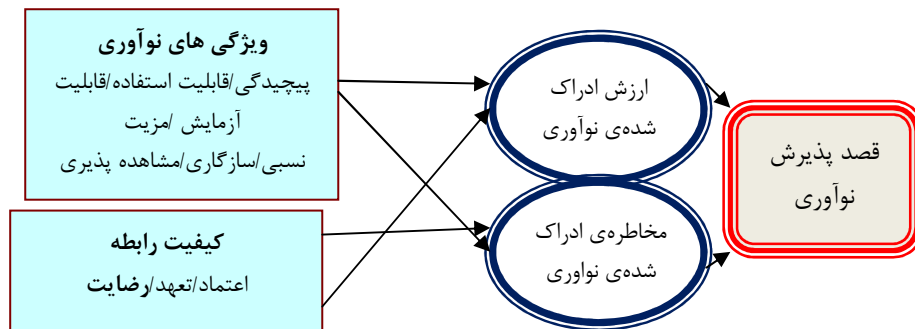 ویژگی های نوآوری
پیچیدگی/قابلیت استفاده/قابلیت
آزمایش /مزیت
نسبی/سازگاری/مشاهده پذیری
کیفیت رابطه
اعتماد/تعهد/رضایت
ارزش ادراک
شده‌ی نوآوری
مخاطره‌ی ادراک
شده‌ی نواوری
قصد پذیرش
نوآوری